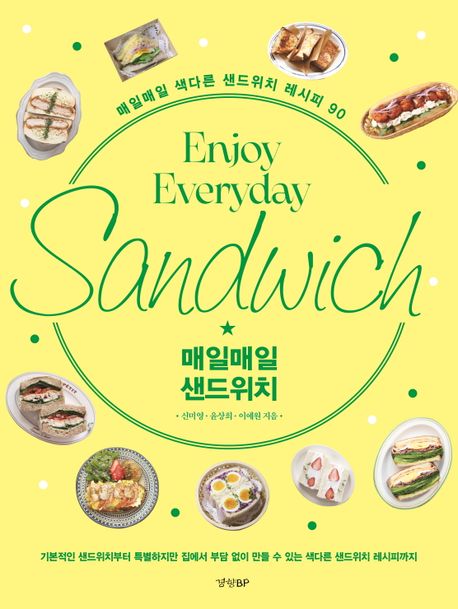 매일매일 색다른 샌드위치 레시피 90
Enjoy
Everyday
Sandwich
매일매일
샌드위치
• 신미영 • 윤상희 • 이예원 지음 •
기본적인 샌드위치부터 특별하지만 집에서 부담 없이 만들 수 있는 색다른 샌드위치 레시피까지
경향BP